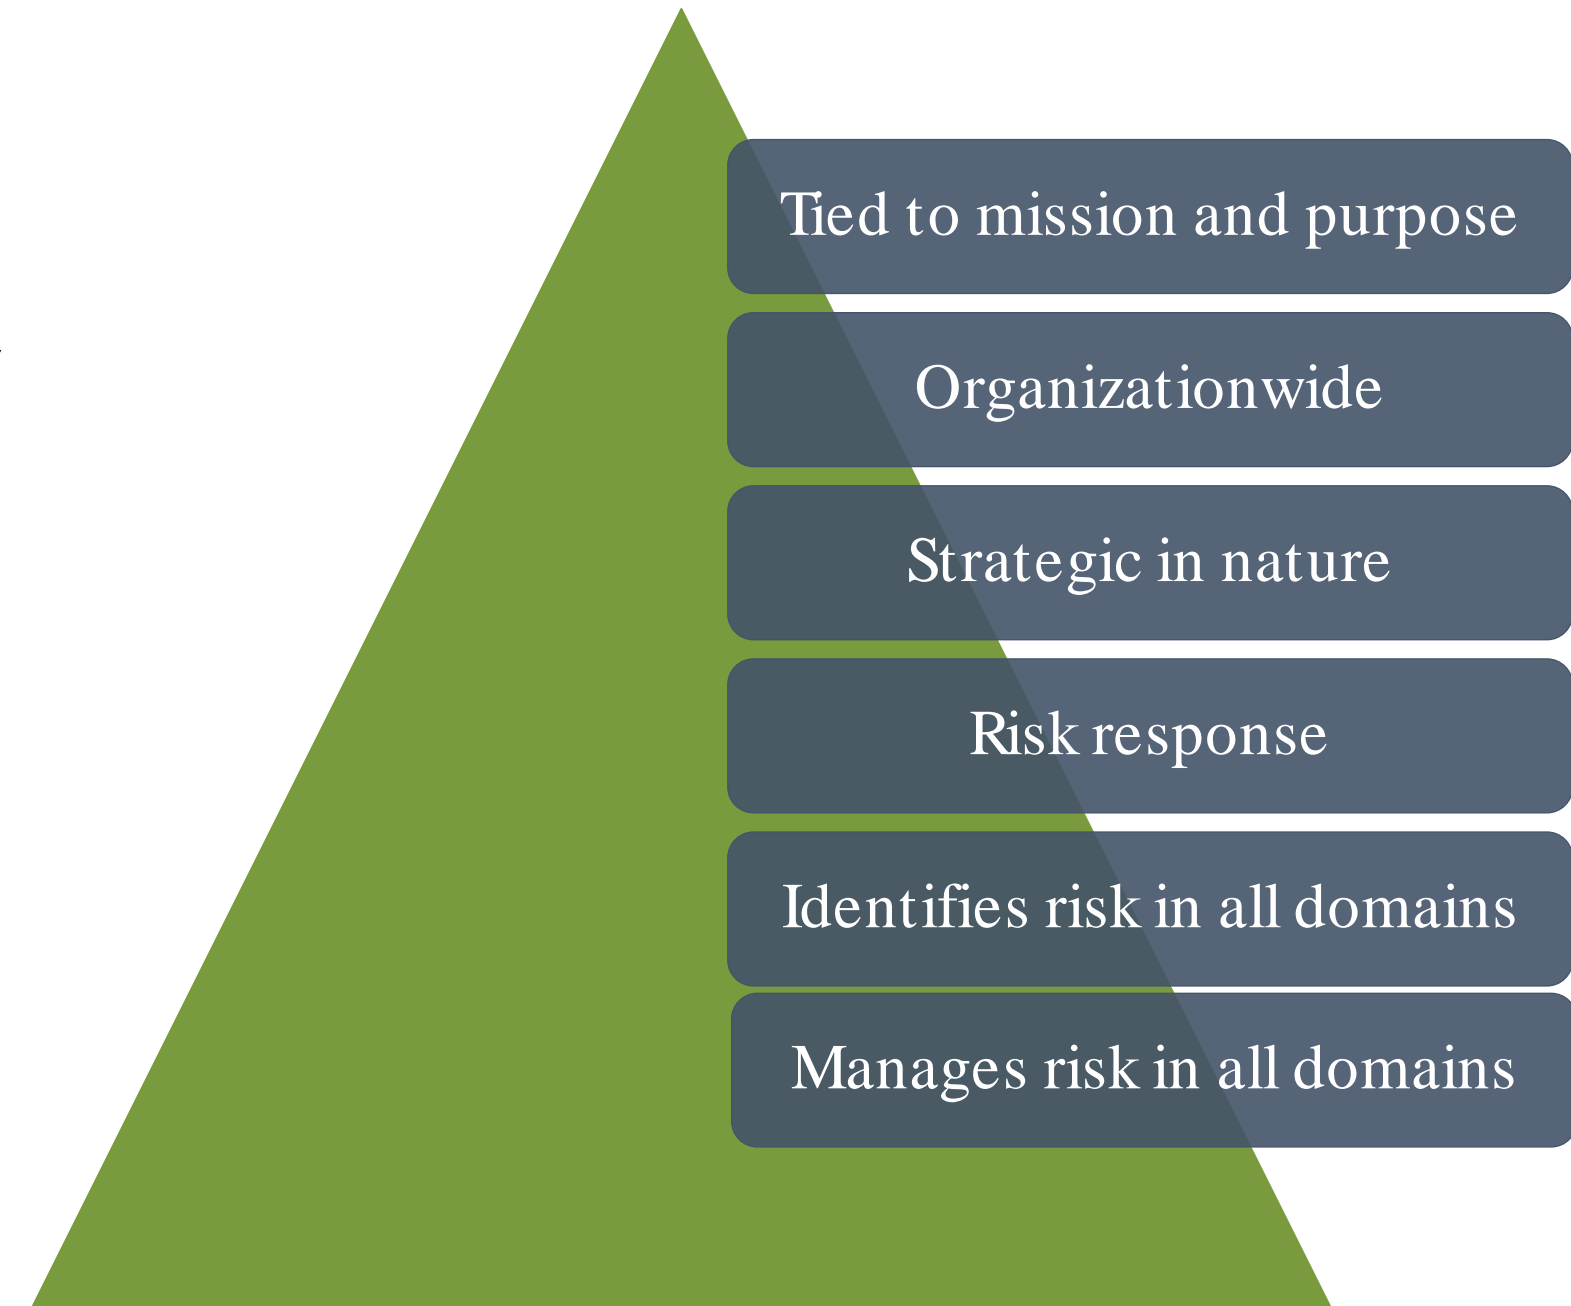 Tied to mission and purpose
Organizationwide
Strategic in nature
Risk response
Identifies risk in all domains
Manages risk in all domains